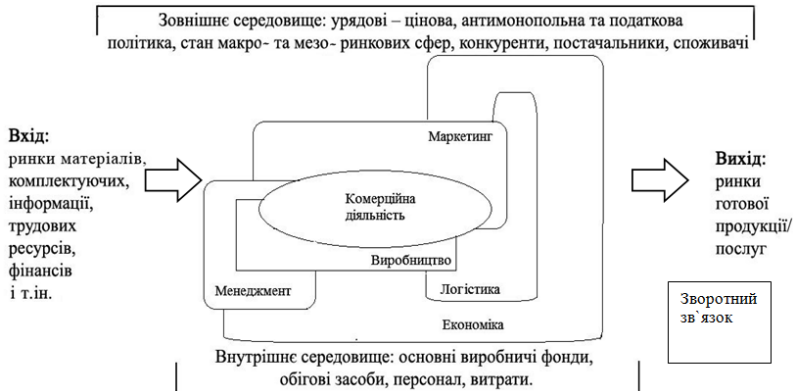 Зовнішнє середовище: урядові – цінова, антимонопольна та податкова
політика, стан макро- та мезо- ринкових сфер, конкуренти, постачальники, споживачі
Вхід:
ринки матеріалів,
комплектуючих,
інформації,
трудових
ресурсів,
фінансів
і т.ін.
Маркетинг
Комерційна
діяльність
Виробництво
Менеджмент
Логістика
Економіка
Вихід:
ринки
готової
продукції/
послуг
Зворотний
зв`язок
Внутрішнє середовище: основні виробничі фонди,
обігові засоби, персонал, витрати.